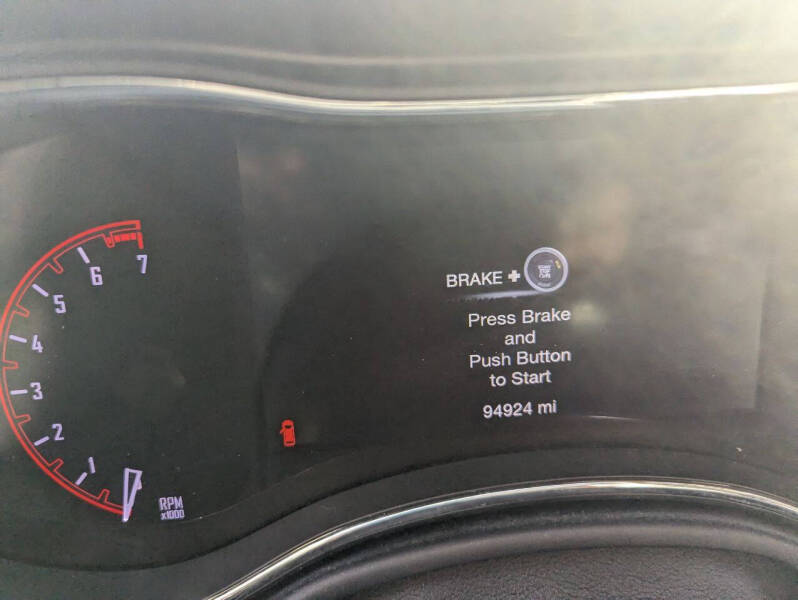 7
6
5
4
3
2
1
RPM
x1000
BRAKE +
Press Brake
and
Push Button
to Start
94924 mi